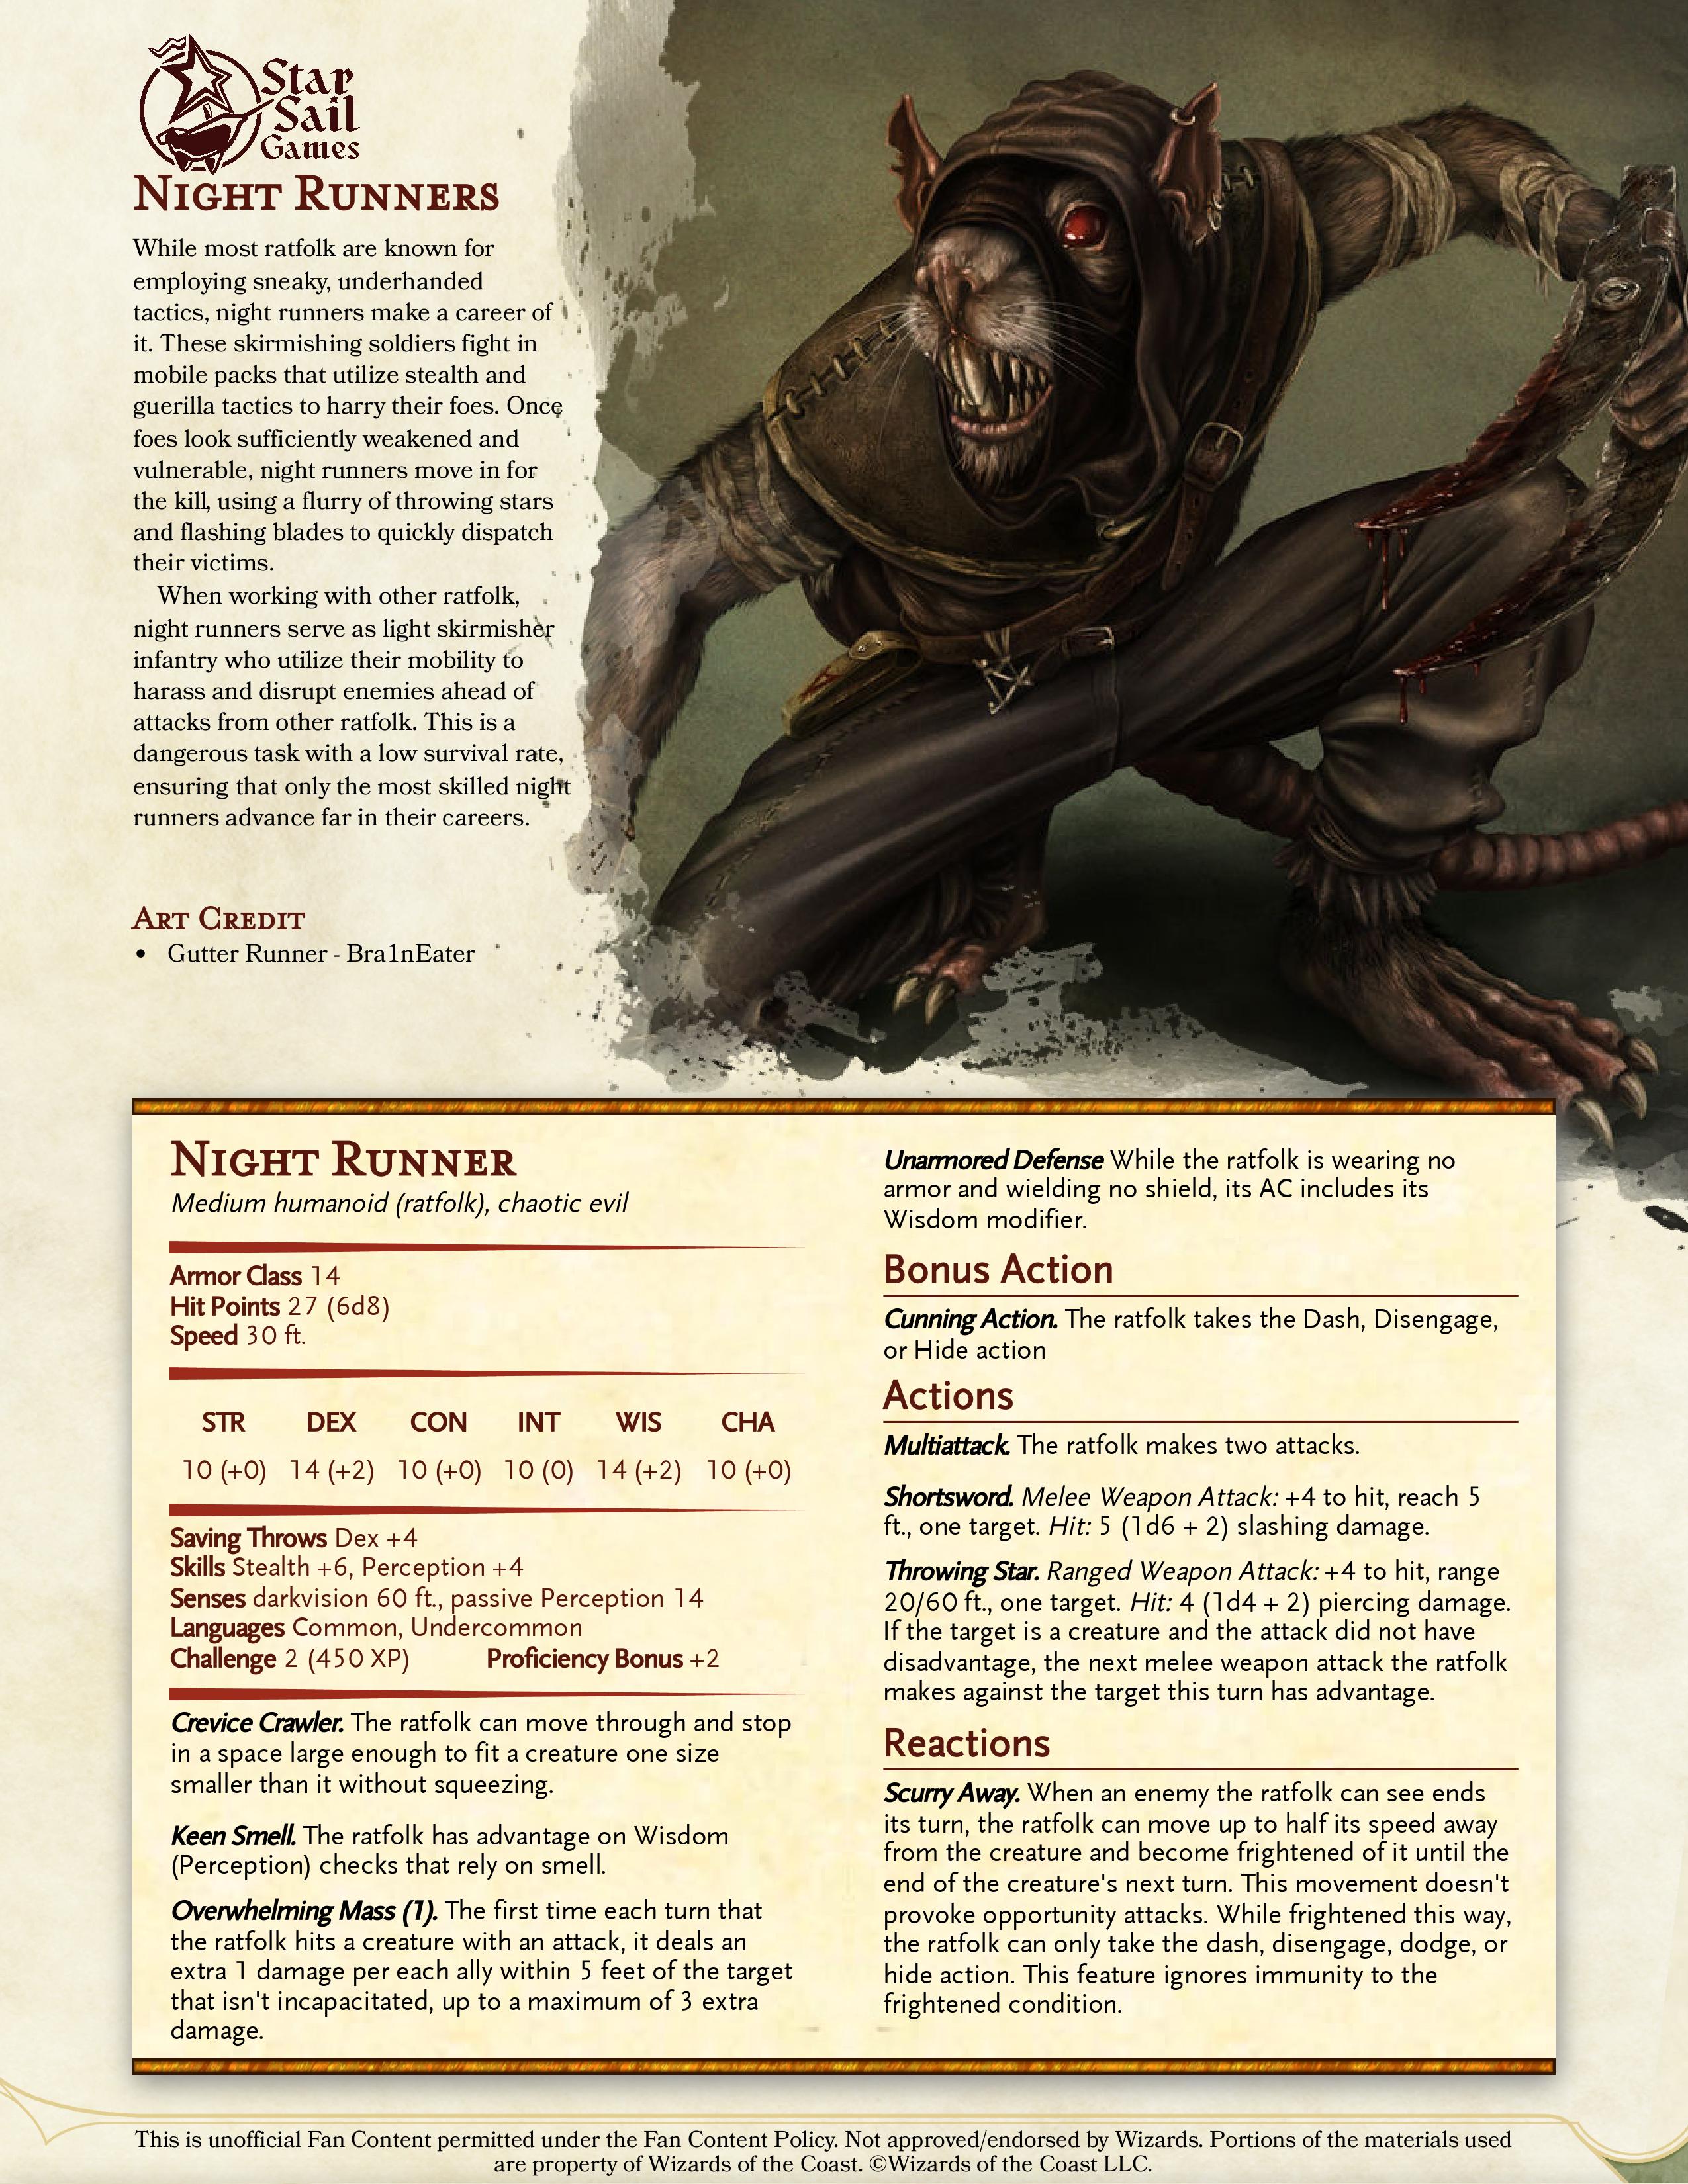 Star
Sail
Games
Night Runners
While most ratfolk are known for
employing sneaky, underhanded
tactics, night runners make a career of
it. These skirmishing soldiers fight in
mobile packs that utilize stealth and
guerilla tactics to harry their foes. Once
foes look sufficiently weakened and
vulnerable, night runners move in for
the kill, using a flurry of throwing stars
and flashing blades to quickly dispatch
their victims.
When working with other ratfolk,
night runners serve as light skirmisher
infantry who utilize their mobility to
harass and disrupt enemies ahead of
attacks from other ratfolk. This is a
dangerous task with a low survival rate,
ensuring that only the most skilled night
runners advance far in their careers.
Art Credit
• Gutter Runner - Bra1nEater
Night Runner
Medium humanoid (ratfolk), chaotic evil
Armor Class 14
Hit Points 27 (6d8)
Speed 30 ft.
STR DEX CON INT WIS CHA
10 (+0) 14 (+2) 10 (+0) 10 (0) 14 (+2) 10 (+0)
Saving Throws Dex +4
Skills Stealth +6, Perception +4
Senses darkvision 60 ft., passive Perception 14
Languages Common, Undercommon
Challenge 2 (450 XP) Proficiency Bonus +2
Crevice Crawler. The ratfolk can move through and stop
in a space large enough to fit a creature one size
smaller than it without squeezing.
Keen Smell. The ratfolk has advantage on Wisdom
(Perception) checks that rely on smell.
Overwhelming Mass (1). The first time each turn that
the ratfolk hits a creature with an attack, it deals an
extra 1 damage per each ally within 5 feet of the target
that isn't incapacitated, up to a maximum of 3 extra
damage.
Unarmored Defense While the ratfolk is wearing no
armor and wielding no shield, its AC includes its
Wisdom modifier.
Bonus Action
Cunning Action. The ratfolk takes the Dash, Disengage,
or Hide action
Actions
Multiattack. The ratfolk makes two attacks.
Shortsword. Melee Weapon Attack: +4 to hit, reach 5
ft., one target. Hit: 5 (1d6 + 2) slashing damage.
Throwing Star. Ranged Weapon Attack: +4 to hit, range
20/60 ft., one target. Hit: 4 (1d4 + 2) piercing damage.
If the target is a creature and the attack did not have
disadvantage, the next melee weapon attack the ratfolk
makes against the target this turn has advantage.
Reactions
Scurry Away. When an enemy the ratfolk can see ends
its turn, the ratfolk can move up to half its speed away
from the creature and become frightened of it until the
end of the creature's next turn. This movement doesn't
provoke opportunity attacks. While frightened this way,
the ratfolk can only take the dash, disengage, dodge, or
hide action. This feature ignores immunity to the
frightened condition.
This is unofficial Fan Content permitted under the Fan Content Policy. Not approved/endorsed by Wizards. Portions of the materials used
are property of Wizards of the Coast. ©Wizards of the Coast LLC.